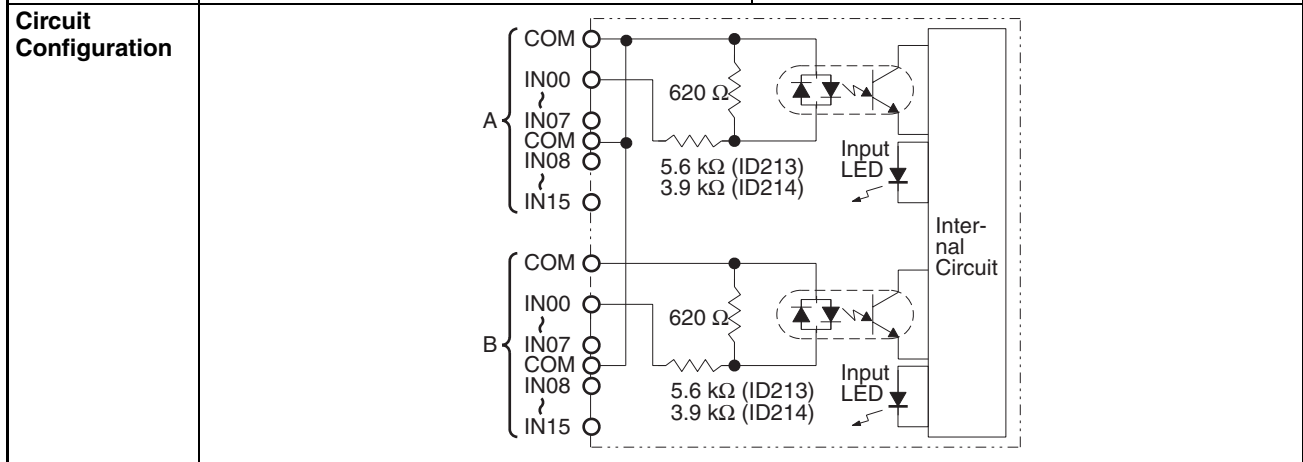 Circuit
Configuration
A
COM
IN00
~
IN07
COM
IN08
~
IN15
620 Ω
5.6 kΩ (ID213)
3.9 kΩ (ID214)
Input
LED
Inter-
nal
Circuit
B
COM
IN00
~
IN07
COM
IN08
~
IN15
620 Ω
5.6 kΩ (ID213)
3.9 kΩ (ID214)
Input
LED